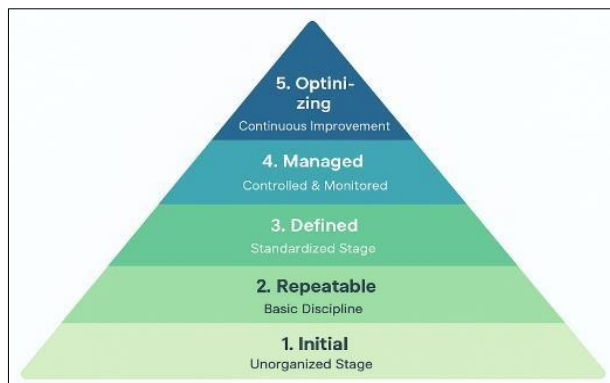 5. Optini-
zing
Continuous Improvement
4. Managed
Controlled & Monitored
3. Defined
Standardized Stage
2. Repeatable
Basic Discipline
1. Initial
Unorganized Stage